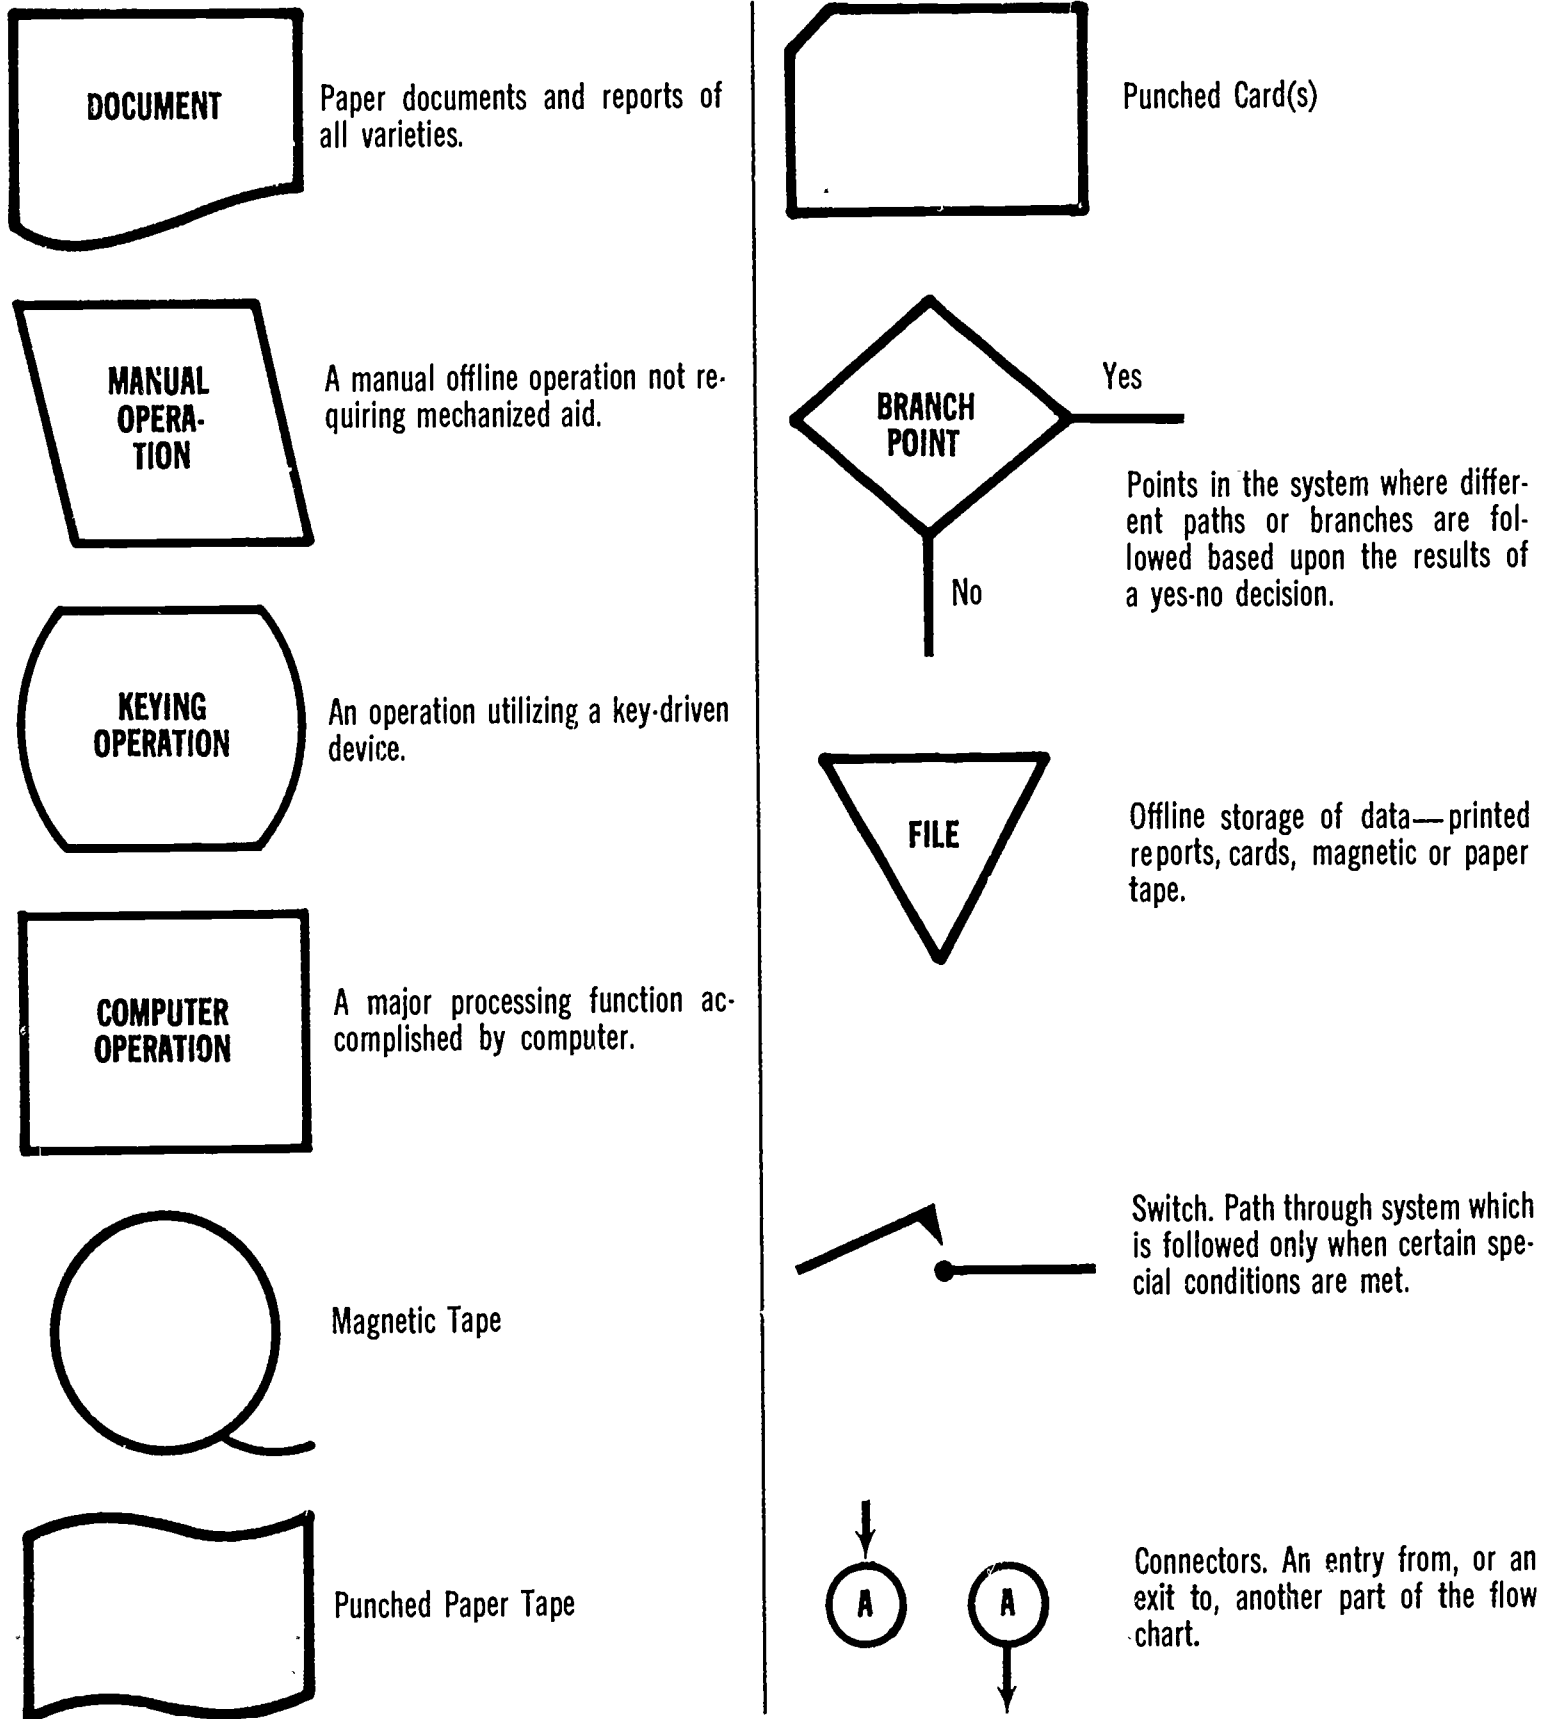 DOCUMENT
Paper documents and reports of
all varieties.
MANUAL
OPERA-
TION
A manual offline operation not re-
quiring mechanized aid.
KEYING
OPERATION
An operation utilizing a key-driven
device.
COMPUTER
OPERATION
A major processing function ac-
complished by computer.
Magnetic Tape
Punched Paper Tape
Punched Card(s)
BRANCH
POINT
Yes
No
Points in the system where differ-
ent paths or branches are fol-
lowed based upon the results of
a yes-no decision.
FILE
Offline storage of data—printed
reports, cards, magnetic or paper
tape.
Switch. Path through system which
is followed only when certain spe-
cial conditions are met.
A
A
Connectors. An entry from, or an
exit to, another part of the flow
chart.